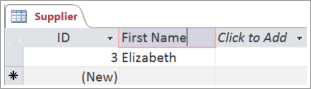 Supplier
ID First Name Click to Add
3 Elizabeth
* (New)